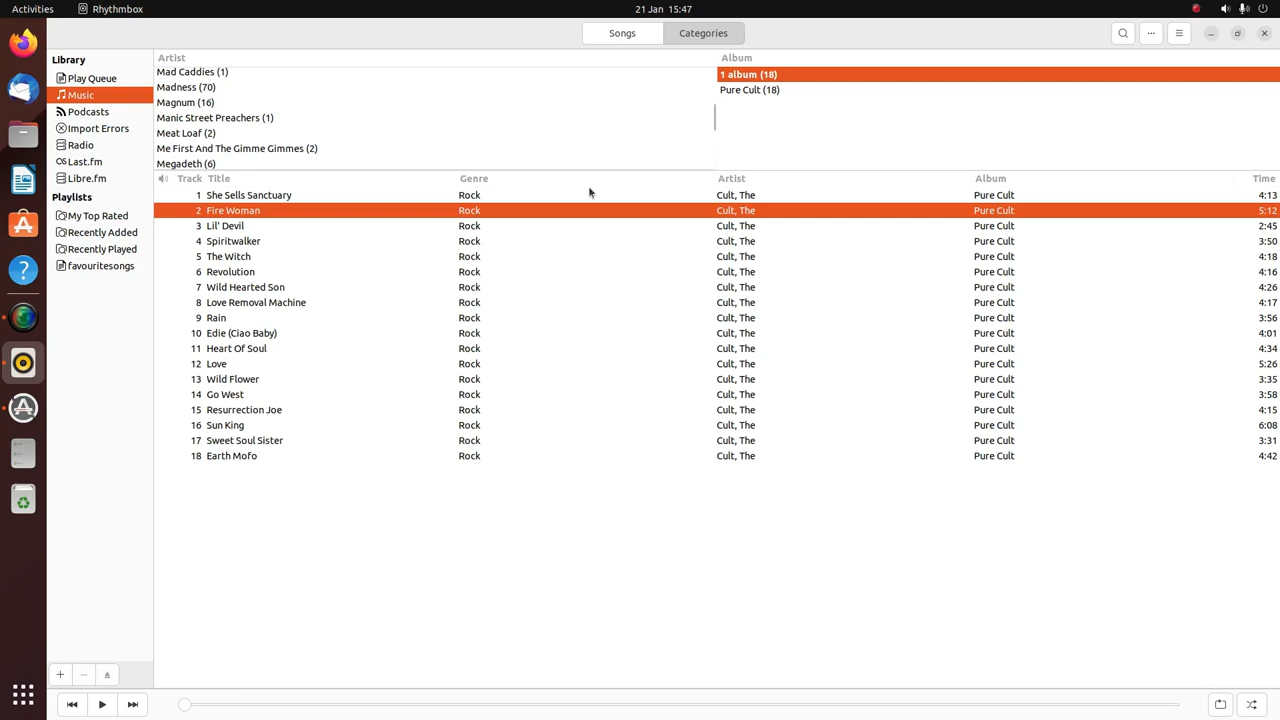 Activities Rhythmbox 21 Jan 15:47
Songs Categories
Library
Play Queue
Music
Podcasts
Import Errors
Radio
Last.fm
Libre.fm
Playlists
My Top Rated
Recently Added
Recently Played
favouritesongs
Artist
Mad Caddies (1)
Madness (70)
Magnum (16)
Manic Street Preachers (1)
Meat Loaf (2)
Me First And The Gimme Gimmes (2)
Megadeth (6)
Album
1 album (18)
Pure Cult (18)
Track Title Genre Artist Album Time
1 She Sells Sanctuary Rock Cult, The Pure Cult 4:13
2 Fire Woman Rock Cult, The Pure Cult 5:12
3 Lil' Devil Rock Cult, The Pure Cult 2:45
4 Spiritwalker Rock Cult, The Pure Cult 3:50
5 The Witch Rock Cult, The Pure Cult 4:18
6 Revolution Rock Cult, The Pure Cult 4:16
7 Wild Hearted Son Rock Cult, The Pure Cult 4:26
8 Love Removal Machine Rock Cult, The Pure Cult 4:17
9 Rain Rock Cult, The Pure Cult 3:56
10 Edie (Ciao Baby) Rock Cult, The Pure Cult 4:01
11 Heart Of Soul Rock Cult, The Pure Cult 4:34
12 Love Rock Cult, The Pure Cult 5:26
13 Wild Flower Rock Cult, The Pure Cult 3:35
14 Go West Rock Cult, The Pure Cult 3:58
15 Resurrection Joe Rock Cult, The Pure Cult 4:15
16 Sun King Rock Cult, The Pure Cult 6:08
17 Sweet Soul Sister Rock Cult, The Pure Cult 3:31
18 Earth Mofo Rock Cult, The Pure Cult 4:42